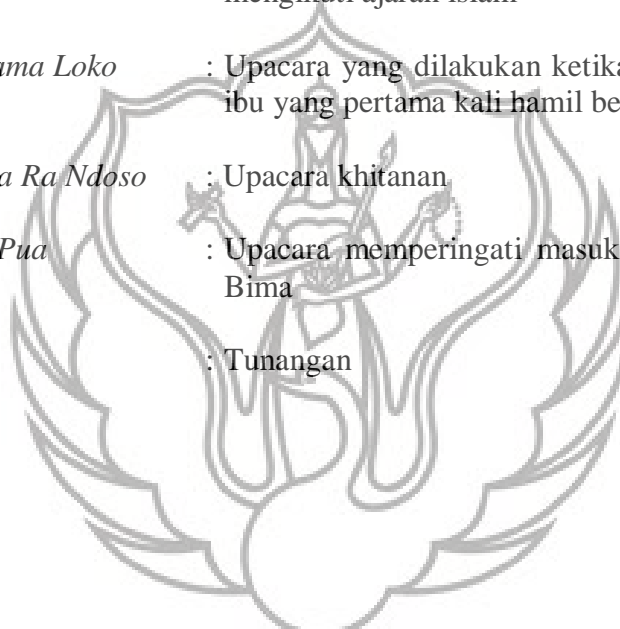 mengikuti ajaran Islam
ama Loko : Upacara yang dilakukan ketika
ibu yang pertama kali hamil be
a Ra Ndoso : Upacara khitanan
Pua : Upacara memperingati masuk
Bima
: Tunangan